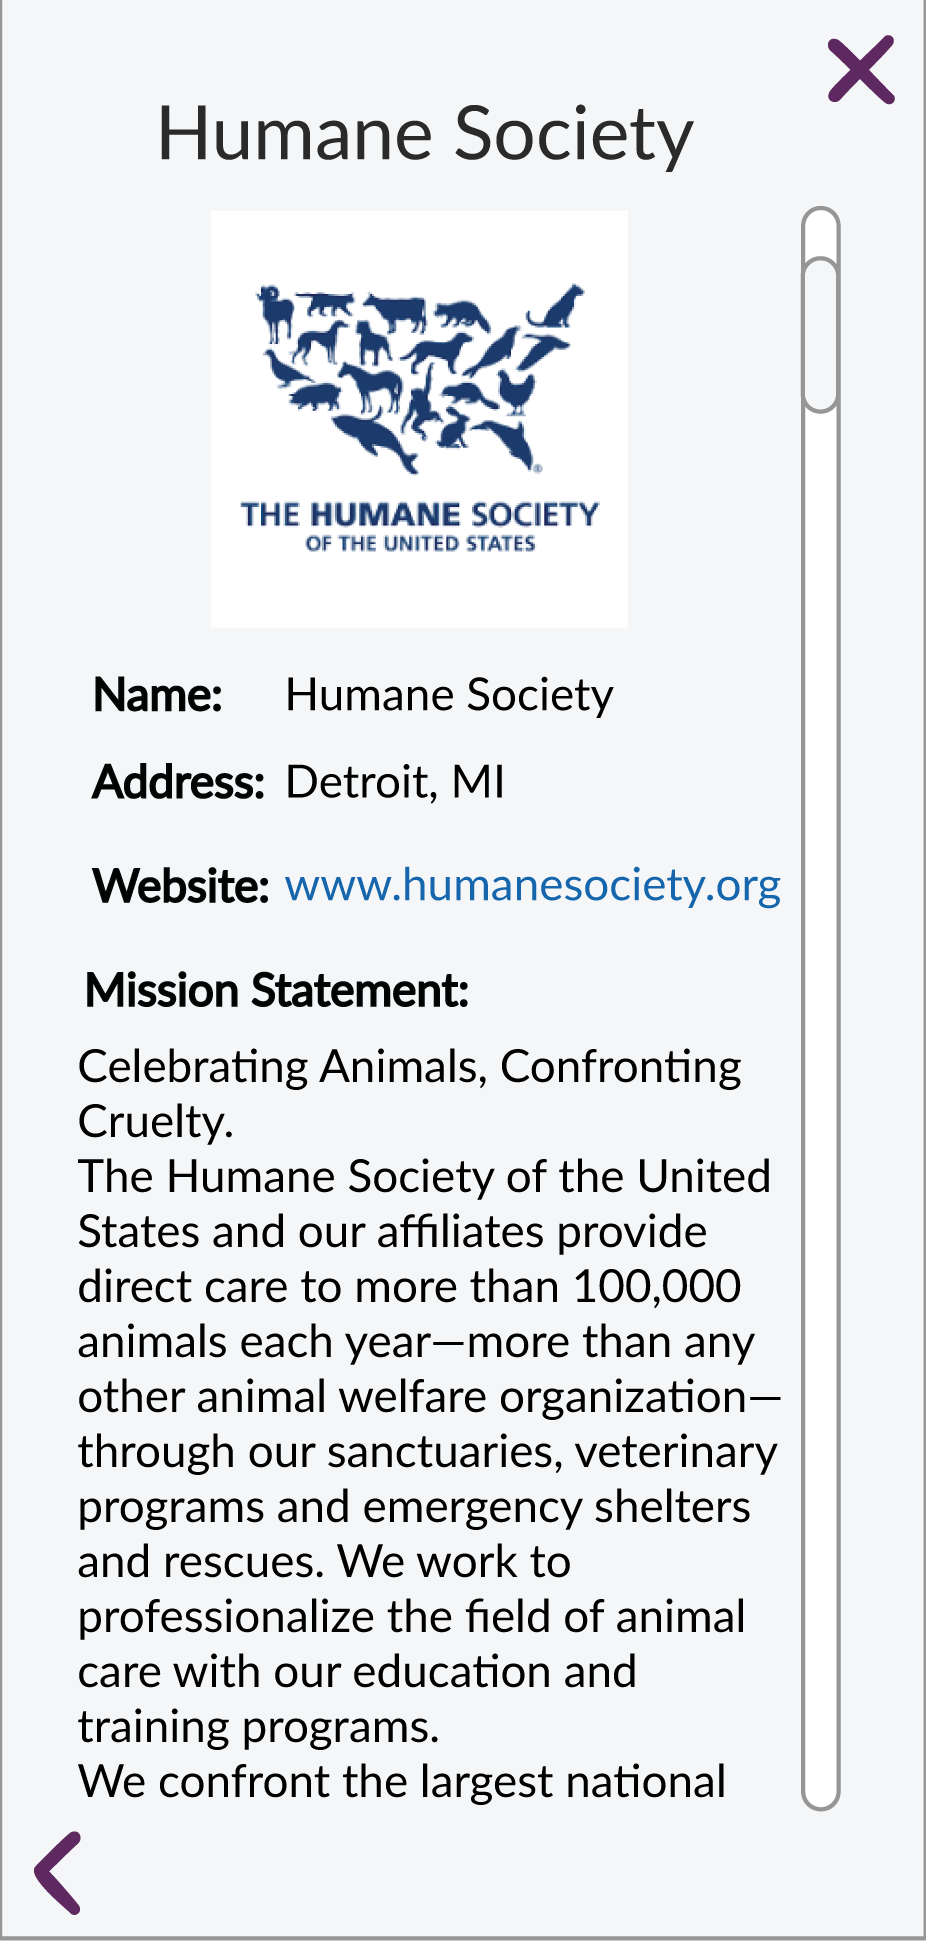 Humane Society
THE HUMANE SOCIETY
OF THE UNITED STATES
®
Name: Humane Society
Address: Detroit, MI
Website: www.humanesociety.org
Mission Statement:
Celebrating Animals, Confronting
Cruelty.
The Humane Society of the United
States and our affiliates provide
direct care to more than 100,000
animals each year—more than any
other animal welfare organization—
through our sanctuaries, veterinary
programs and emergency shelters
and rescues. We work to
professionalize the field of animal
care with our education and
training programs.
We confront the largest national